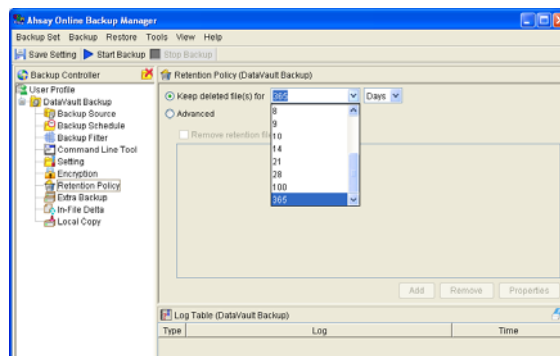 Ahsay Online Backup Manager
Backup Set Backup Restore Tools View Help
Save Setting Start Backup Stop Backup
Backup Controller
User Profile
DataVault Backup
Backup Source
Backup Schedule
Backup Filter
Command Line Tool
Setting
Encryption
Retention Policy
Extra Backup
In-File Delta
Local Copy
Retention Policy (DataVault Backup)
Keep deleted file(s) for 365 Days
Advanced
Remove retention fil
8
9
10
14
21
28
100
365
Add Remove Properties
Log Table (DataVault Backup)
Type Log Time